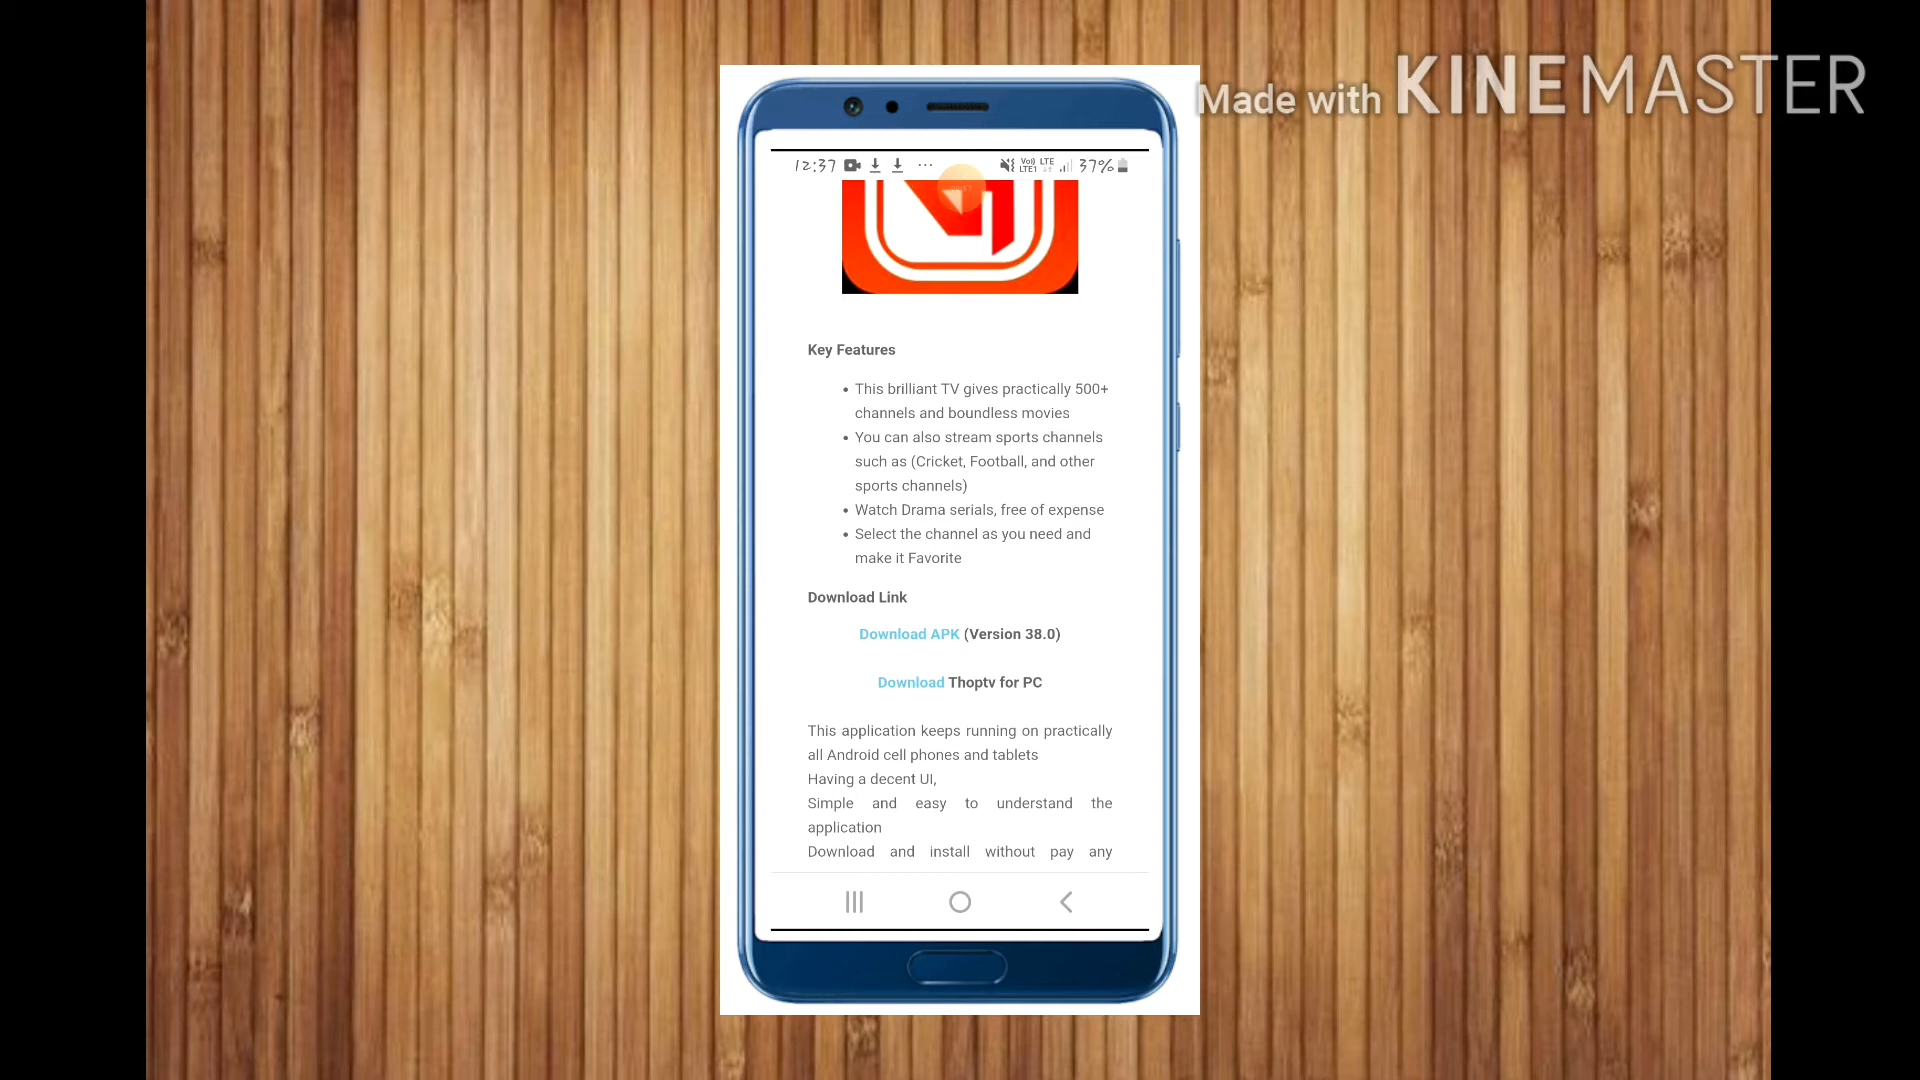 Made with KINEMASTER
12:37 ... Vo)) LTE 37%
LTE1
Key Features
• This brilliant TV gives practically 500+
channels and boundless movies
• You can also stream sports channels
such as (Cricket, Football, and other
sports channels)
• Watch Drama serials, free of expense
• Select the channel as you need and
make it Favorite
Download Link
Download APK (Version 38.0)
Download Thoptv for PC
This application keeps running on practically
all Android cell phones and tablets
Having a decent UI,
Simple and easy to understand the
application
Download and install without pay any